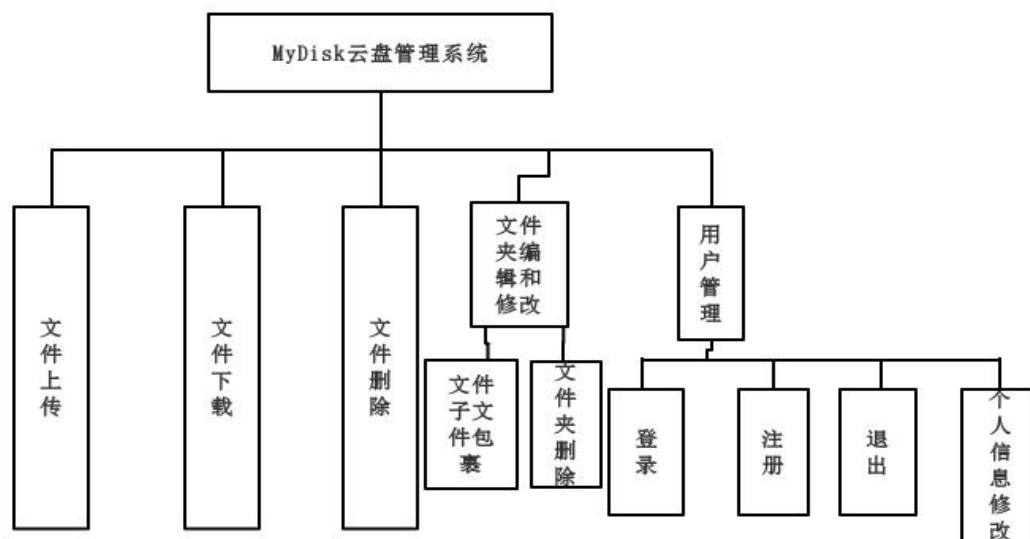 MyDisk云盘管理系统
文
件
上
传
文
件
下
载
文
件
删
除
文件
夹编
辑和
修改
用
户
管
理
文件
子文
件包
裹
文
件
夹
删
除
登
录
注
册
退
出
个
人
信
息
修
改